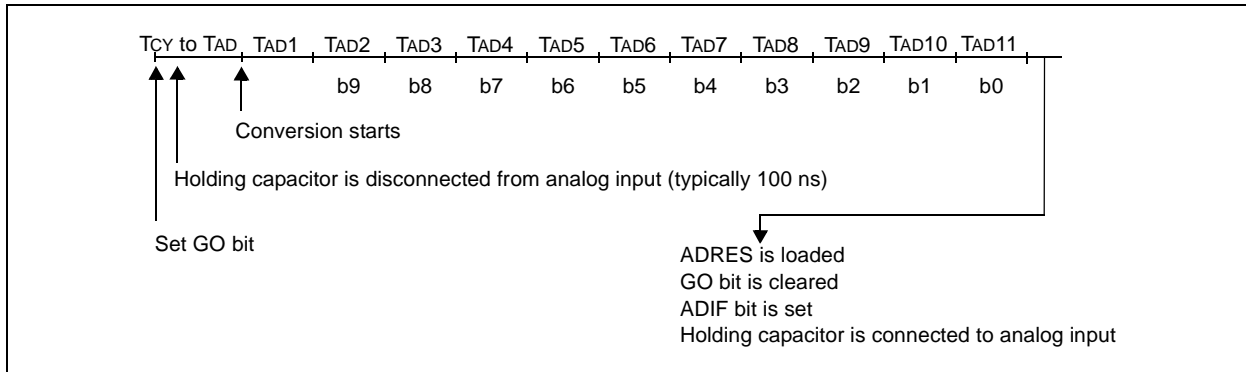 TCY to TAD TAD1 TAD2 TAD3 TAD4 TAD5 TAD6 TAD7 TAD8 TAD9 TAD10 TAD11
b9 b8 b7 b6 b5 b4 b3 b2 b1 b0
Conversion starts
Holding capacitor is disconnected from analog input (typically 100 ns)
Set GO bit
ADRES is loaded
GO bit is cleared
ADIF bit is set
Holding capacitor is connected to analog input